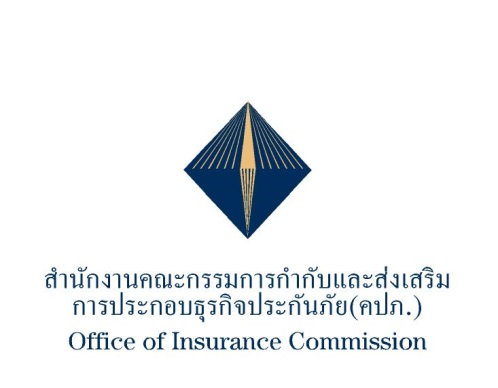 สำนักงานคณะกรรมการกำกับและส่งเสริม
การประกอบธุรกิจประกันภัย(คปภ.)
Office of Insurance Commission